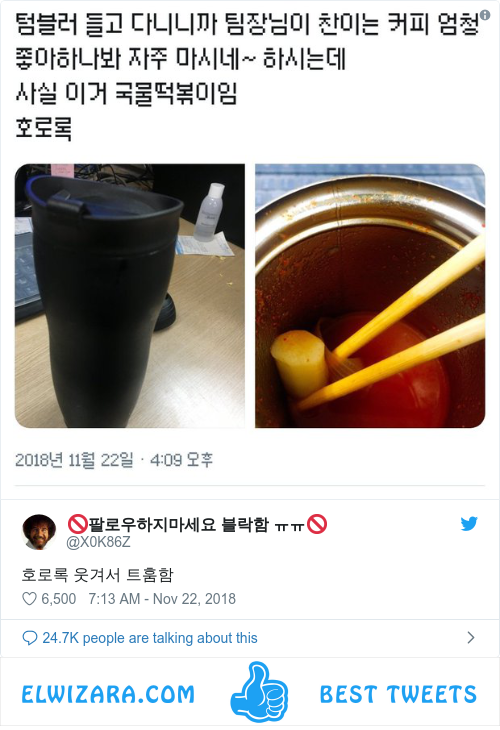 텀블러 들고 다니니까 팀장님이 찬이는 커피 엄청
좋아하나봐 자주 마시네~ 하시는데
사실 이거 국물떡볶이임
호로록
2018년 11월 22일 · 4:09 오후
🚫팔로우하지마세요 블락함 ㅠㅠ🚫
@X0K86Z
호로록 웃겨서 트훔함
6,500 7:13 AM - Nov 22, 2018
24.7K people are talking about this
ELWIZARA.COM BEST TWEETS